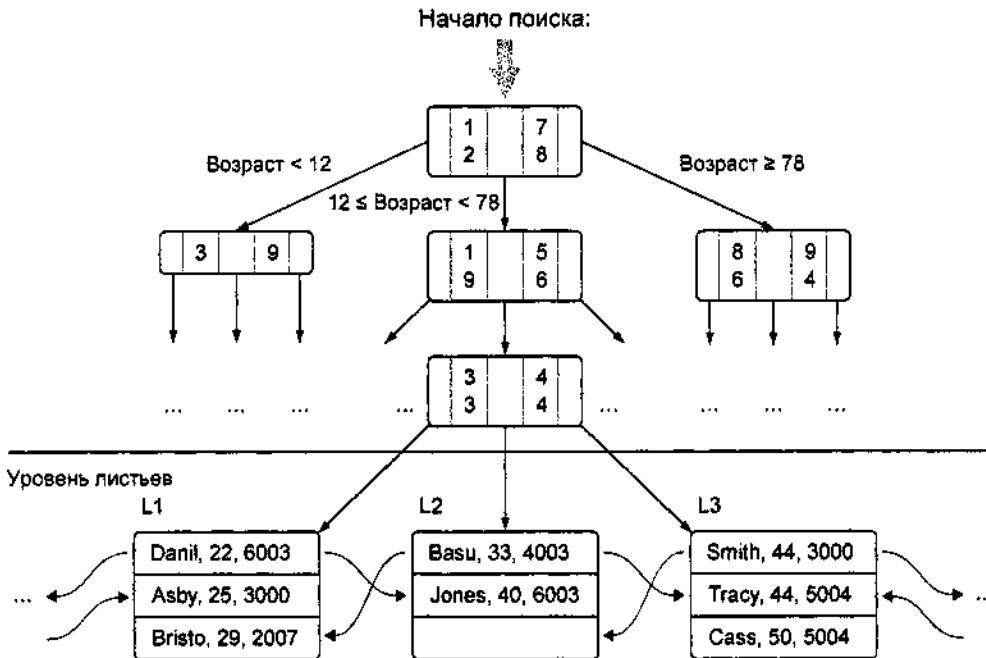 Начало поиска:
1 7
2 8
Возраст < 12
Возраст ≥ 78
12 ≤ Возраст < 78
3 9
1 5
9 6
8 9
6 4
3 4
3 4
... ... ... ... ... ... ... ...
Уровень листьев
L1 L2 L3
Danil, 22, 6003
Basu, 33, 4003
Smith, 44, 3000
...
Asby, 25, 3000
Jones, 40, 6003
Tracy, 44, 5004
...
Bristo, 29, 2007
Cass, 50, 5004